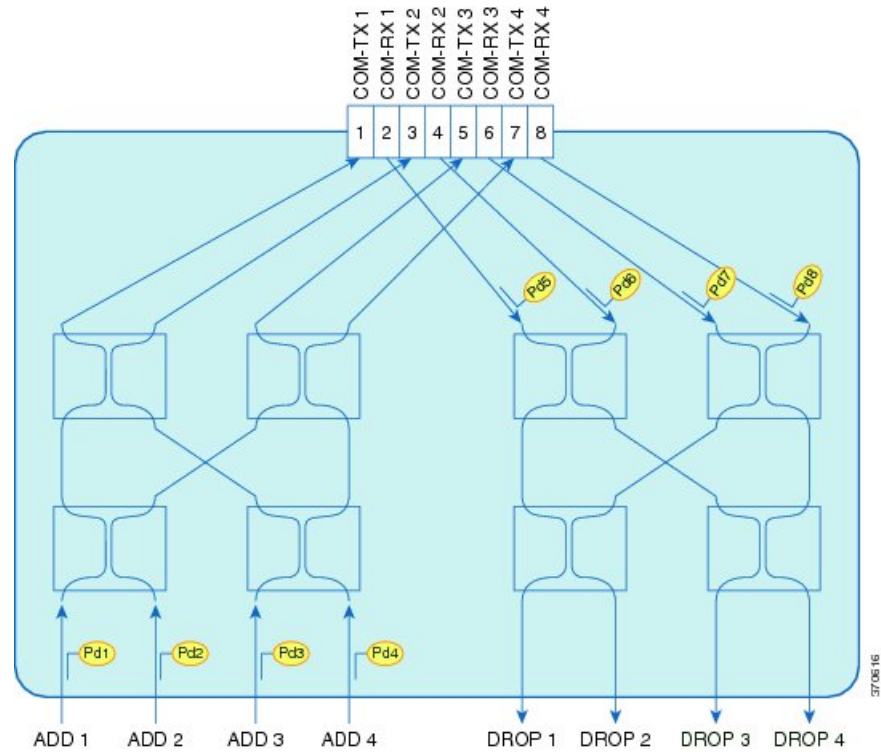 COM-TX 1
COM-RX 1
COM-TX 2
COM-RX 2
COM-TX 3
COM-RX 3
COM-TX 4
COM-RX 4
1 2 3 4 5 6 7 8
Pd5 Pd6 Pd7 Pd8
Pd1 Pd2 Pd3 Pd4
ADD 1 ADD 2 ADD 3 ADD 4 DROP 1 DROP 2 DROP 3 DROP 4
370616